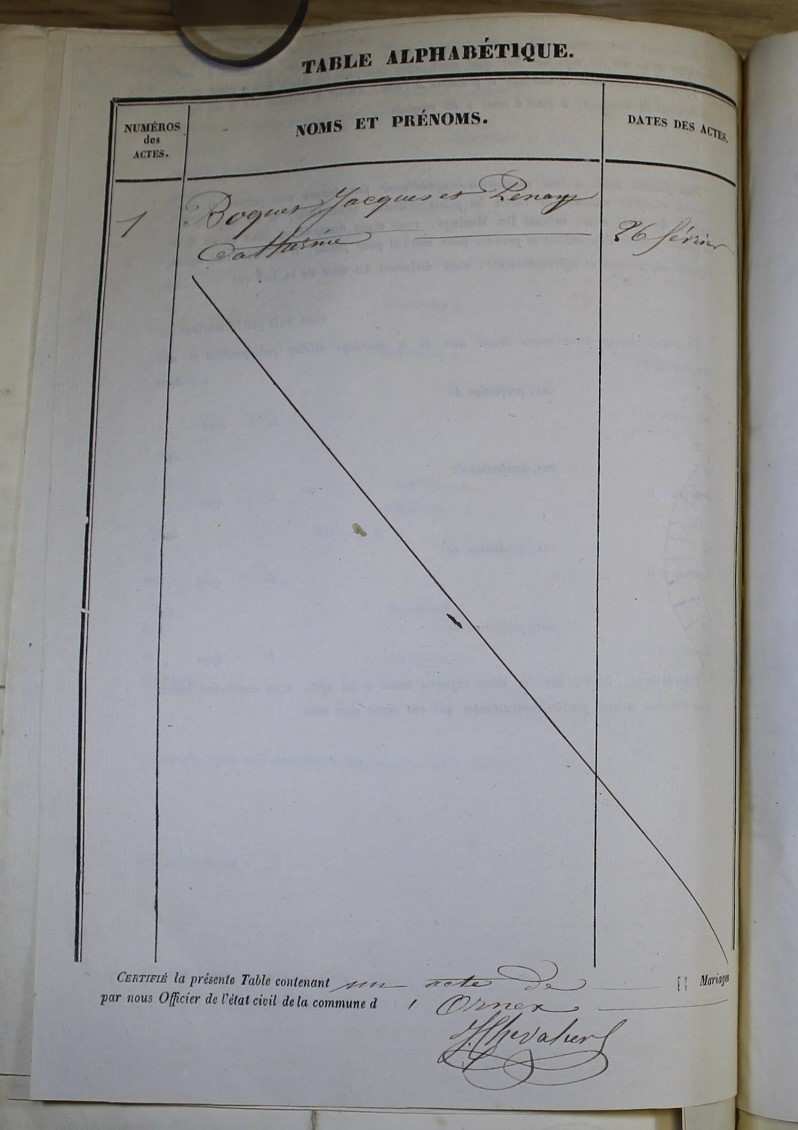 TABLE ALPHABÉTIQUE.
NUMÉROS des ACTES.
NOMS ET PRÉNOMS.
DATES DES ACTES.
1 Boquet Jacques et
Catherine 26 février
CERTIFIÉ la présente Table contenant un acte de Mariages
par nous Officier de l'état civil de la commune d'Ornex
J. Chevalier